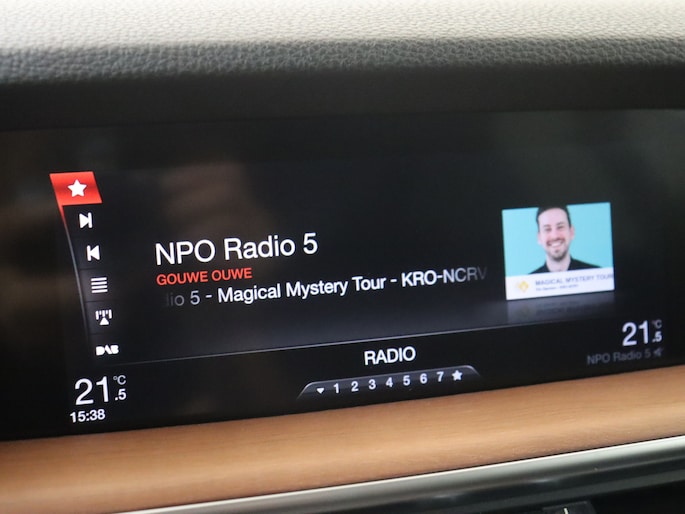 NPO Radio 5
GOUWE OUWE
dio 5 - Magical Mystery Tour - KRO-NCRV
MAGICAL MYSTERY TOUR
DAB
RADIO
1 2 3 4 5 6 7
21.5 °C
15:38
21.5 °C
NPO Radio 5